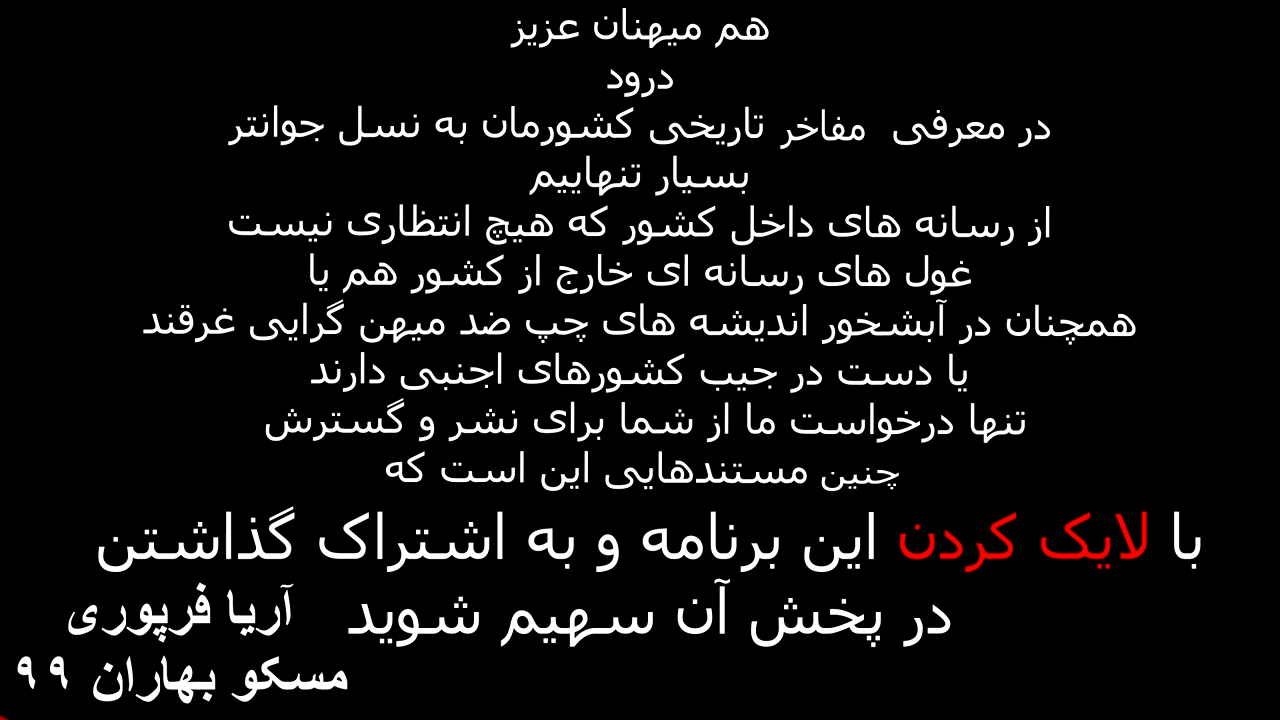 هم میهنان عزیز
درود
در معرفی مفاخر تاریخی کشورمان به نسل جوانتر
بسیار تنهاییم
از رسانه های داخل کشور که هیچ انتظاری نیست
غول های رسانه ای خارج از کشور هم یا
همچنان در آبشخور اندیشه های چپ ضد میهن گرایی غرقند
یا دست در جیب کشورهای اجنبی دارند
تنها درخواست ما از شما برای نشر و گسترش
چنین مستندهایی این است که
با لایک کردن این برنامه و به اشتراک گذاشتن
در پخش آن سهیم شوید
آریا فرپوری
مسکو بهاران ۹۹